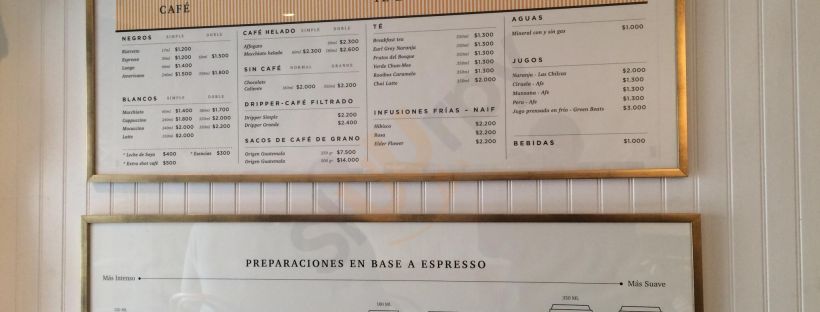 CAFÉ
NEGROS SIMPLE DOBLE
Ristretto $1.200
Espresso $1.200 $1.500
Lungo $1.400
Americano $1.500 $1.800
BLANCOS SIMPLE DOBLE
Macchiato $1.400 $1.700
Cappuccino $1.800 $2.000
Mocaccino $2.000
Latte $2.000
* Leche de Soya $400 * Esencias $300
* Extra shot café $500
CAFÉ HELADO SIMPLE DOBLE
Affogato $2.300
Macchiato helado $2.300 $2.600
SIN CAFÉ NORMAL GRANDE
Chocolate
Caliente $2.000 $2.200
DRIPPER-CAFÉ FILTRADO
Dripper Simple $2.200
Dripper Grande $2.400
SACOS DE CAFÉ DE GRANO
Origen Guatemala 250 gr $7.500
Origen Guatemala 500 gr $14.000
TÉ
Breakfast tea $1.300
Earl Grey Naranja $1.300
Frutos del Bosque $1.300
Verde Chun-Mee $1.300
Rooibos Caramelo $1.300
Chai Latte $2.000
INFUSIONES FRÍAS - NAIF
Hibisco $2.200
Rosa $2.200
Elder Flower $2.200
AGUAS
Mineral con y sin gas $1.000
JUGOS
Naranja - Las Chilcas $2.000
Ciruela - Afe $1.300
Manzana - Afe $1.300
Pera - Afe $1.300
Jugo prensado en frío - Green Beats $3.000
BEBIDAS $1.000
PREPARACIONES EN BASE A ESPRESSO
Más Intenso Más Suave
180 ML 350 ML